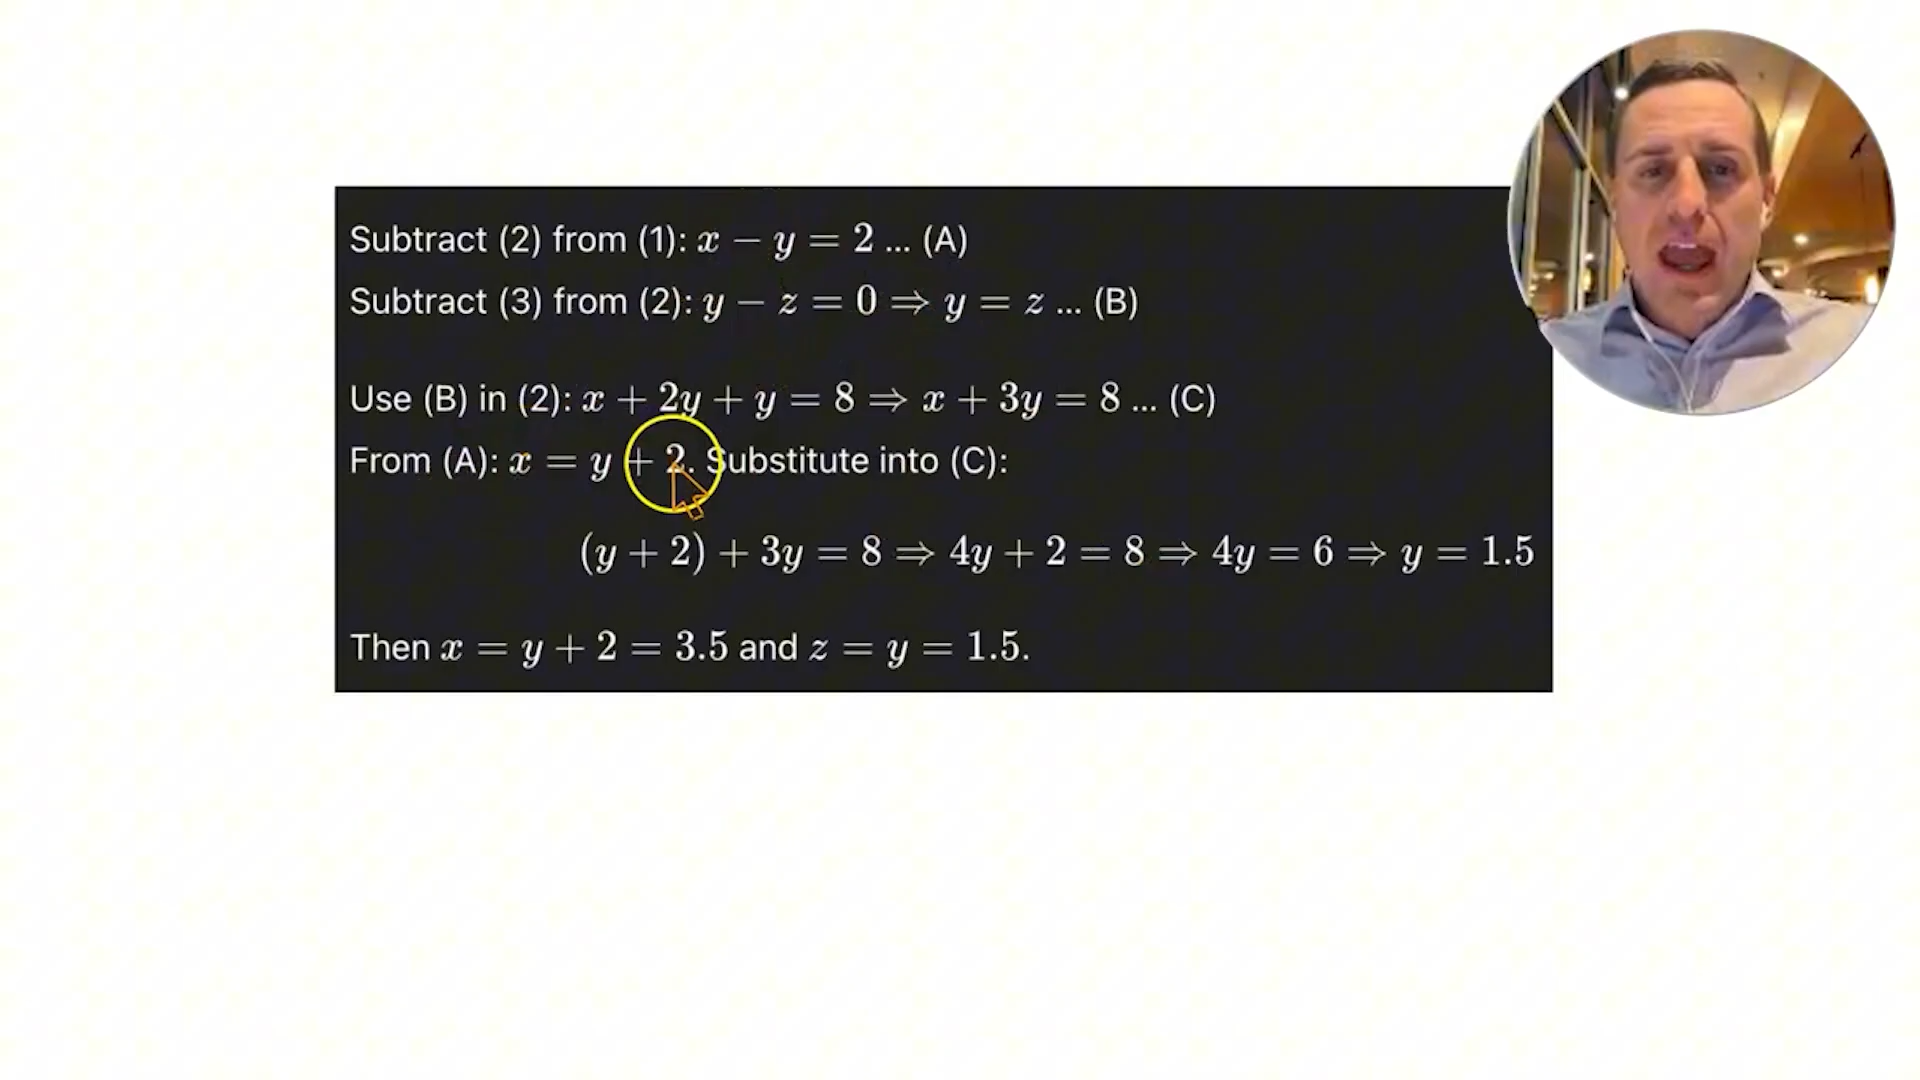 Subtract (2) from (1): x − y = 2 ... (A)
Subtract (3) from (2): y − z = 0 ⇒ y = z ... (B)
Use (B) in (2): x + 2y + y = 8 ⇒ x + 3y = 8 ... (C)
From (A): x = y + 2. Substitute into (C):
(y + 2) + 3y = 8 ⇒ 4y + 2 = 8 ⇒ 4y = 6 ⇒ y = 1.5
Then x = y + 2 = 3.5 and z = y = 1.5.